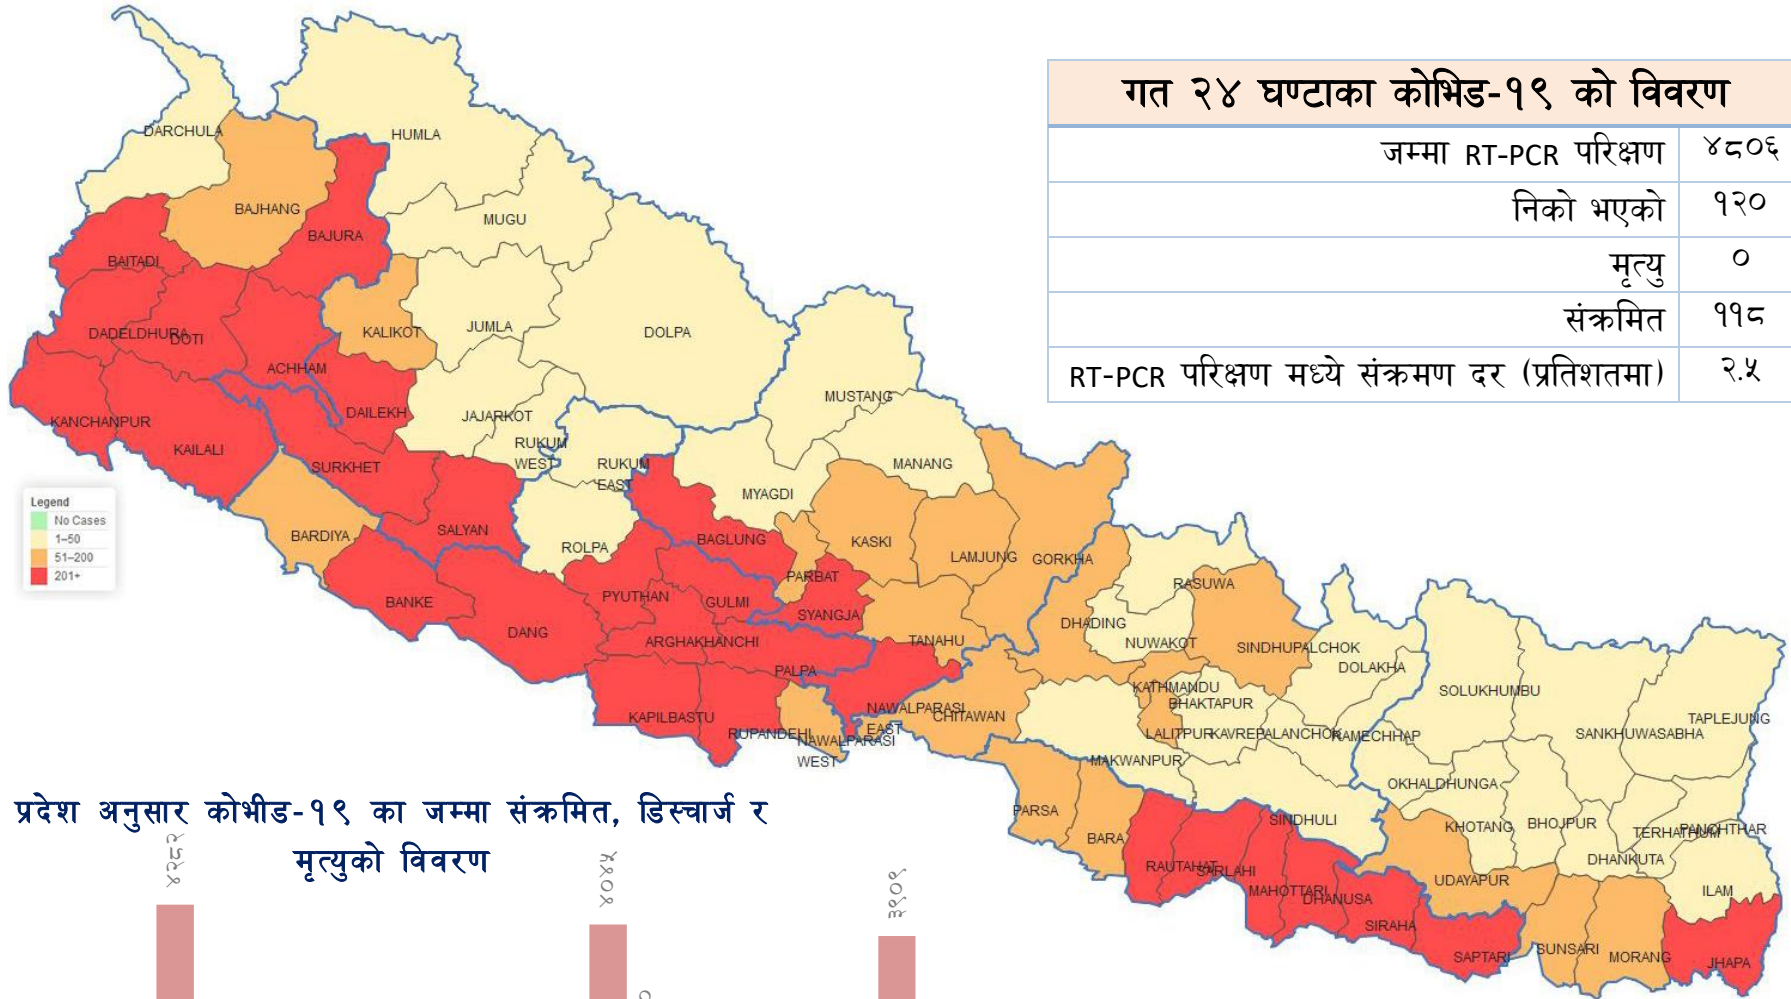 गत २४ घण्टाका कोभिड-१९ को विवरण
जम्मा RT-PCR परिक्षण ४८०६
निको भएको १२०
मृत्यु ०
संक्रमित ११८
RT-PCR परिक्षण मध्ये संक्रमण दर (प्रतिशतमा) २.५
DARCHULA
HUMLA
BAJHANG
MUGU
BAJURA
BAITADI
DADELDHURA
DOTI
KALIKOT
JUMLA
DOLPA
ACHHAM
DAILEKH
JAJARKOT
MUSTANG
KANCHANPUR
KAILALI
RUKUM
WEST
RUKUM
EAST
SURKHET
MANANG
MYAGDI
Legend
No Cases
1–50
51–200
201+
BARDIYA
SALYAN
ROLPA
BAGLUNG
KASKI
LAMJUNG
GORKHA
PARBAT
RASUWA
BANKE
PYUTHAN
GULMI
SYANGJA
DHADING
DANG
ARGHAKHANCHI
TANAHU
NUWAKOT
SINDHUPALCHOK
DOLAKHA
PALPA
KATHMANDU
BHAKTAPUR
SOLUKHUMBU
KAPILBASTU
NAWALPARASI
EAST
CHITAWAN
TAPLEJUNG
RUPANDEHI
NAWALPARASI
WEST
LALITPUR
KAVREPALANCHOK
RAMECHHAP
SANKHUWASABHA
MAKWANPUR
OKHALDHUNGA
PARSA
BARA
SINDHULI
KHOTANG
BHOJPUR
TERHATHUM
PANCHTHAR
DHANKUTA
RAUTAHAT
SARLAHI
MAHOTTARI
DHANUSA
UDAYAPUR
ILAM
SIRAHA
SAPTARI
SUNSARI
MORANG
JHAPA
प्रदेश अनुसार कोभीड-१९ का जम्मा संक्रमित, डिस्चार्ज र
मृत्युको विवरण
४२८२
४०४५
३९०९